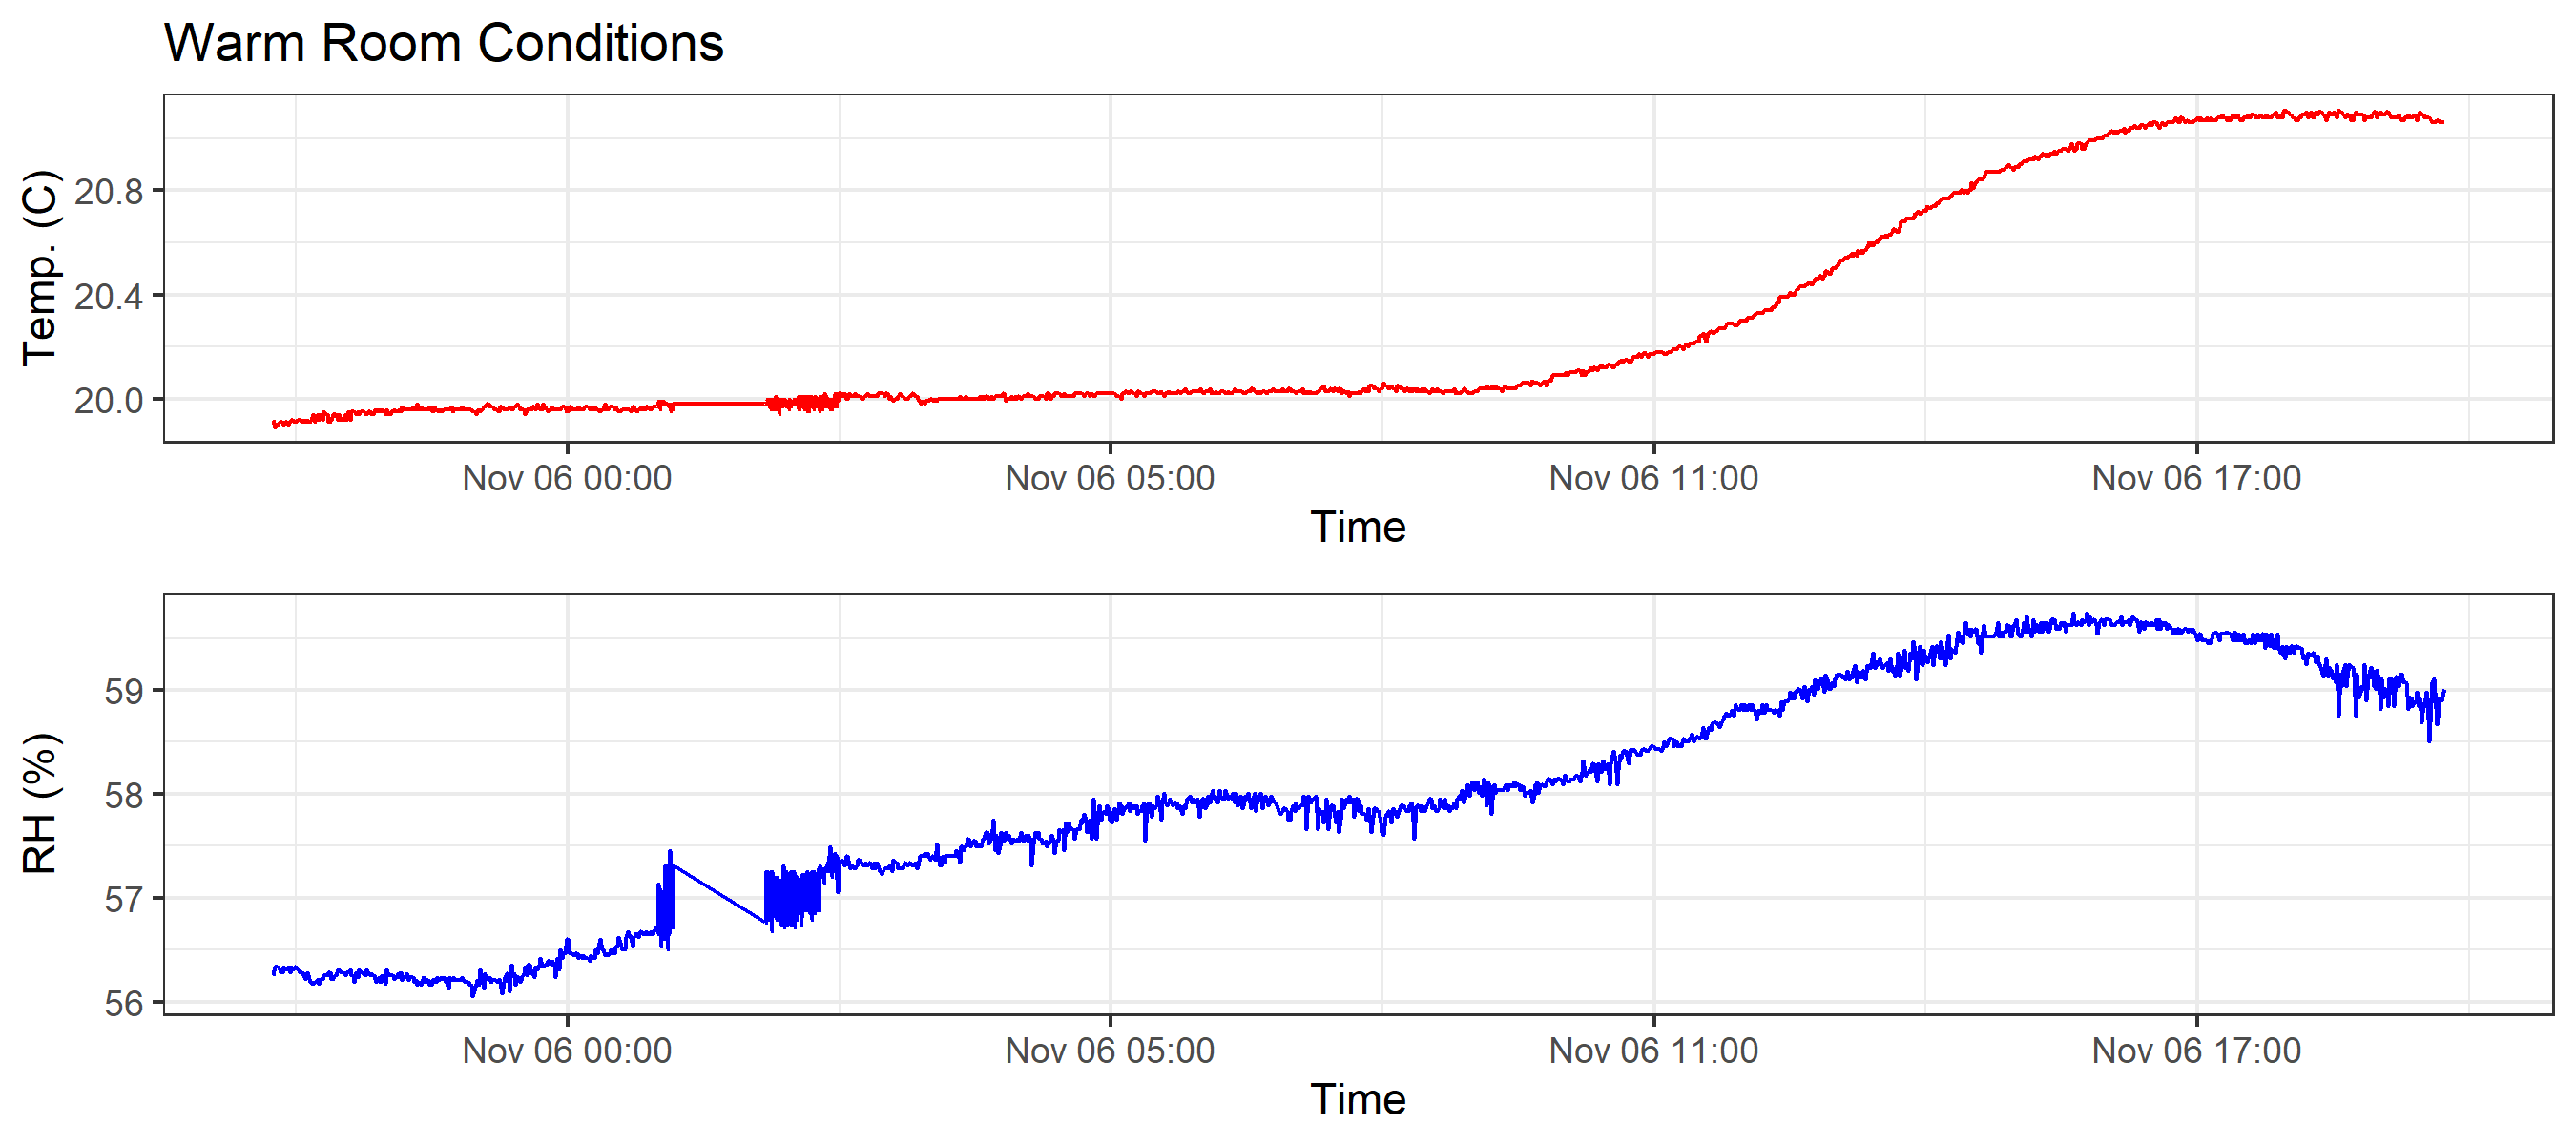 Warm Room Conditions
Temp. (C)
20.8
20.4
20.0
Nov 06 00:00 Nov 06 05:00 Nov 06 11:00 Nov 06 17:00
Time
RH (%)
59
58
57
56
Nov 06 00:00 Nov 06 05:00 Nov 06 11:00 Nov 06 17:00
Time